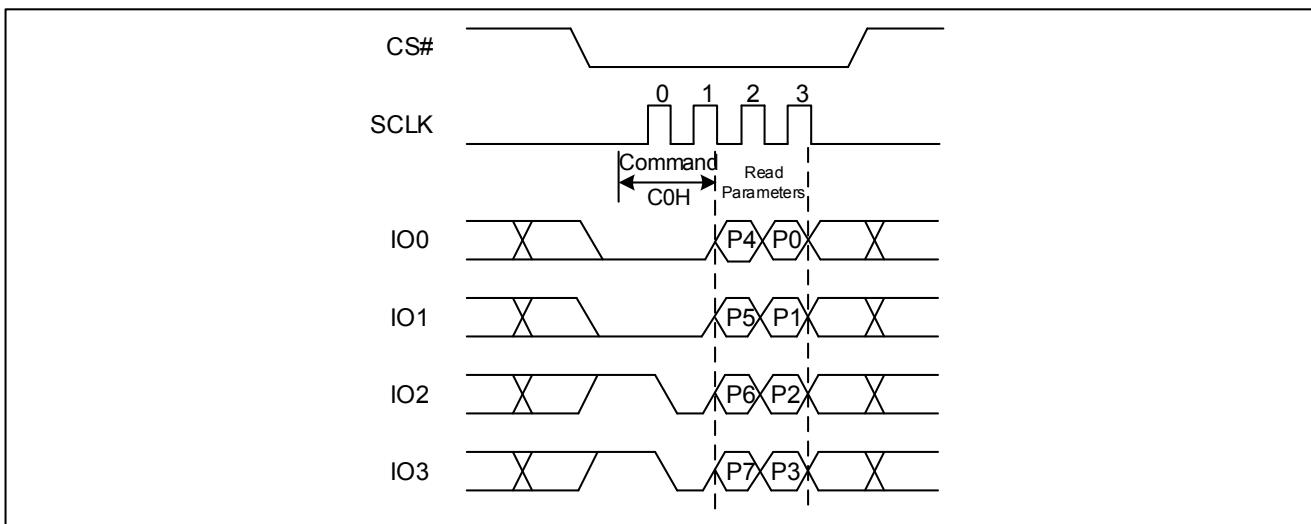 CS#
0 1 2 3
SCLK
Command
C0H
Read
Parameters
IO0 P4 P0
IO1 P5 P1
IO2 P6 P2
IO3 P7 P3